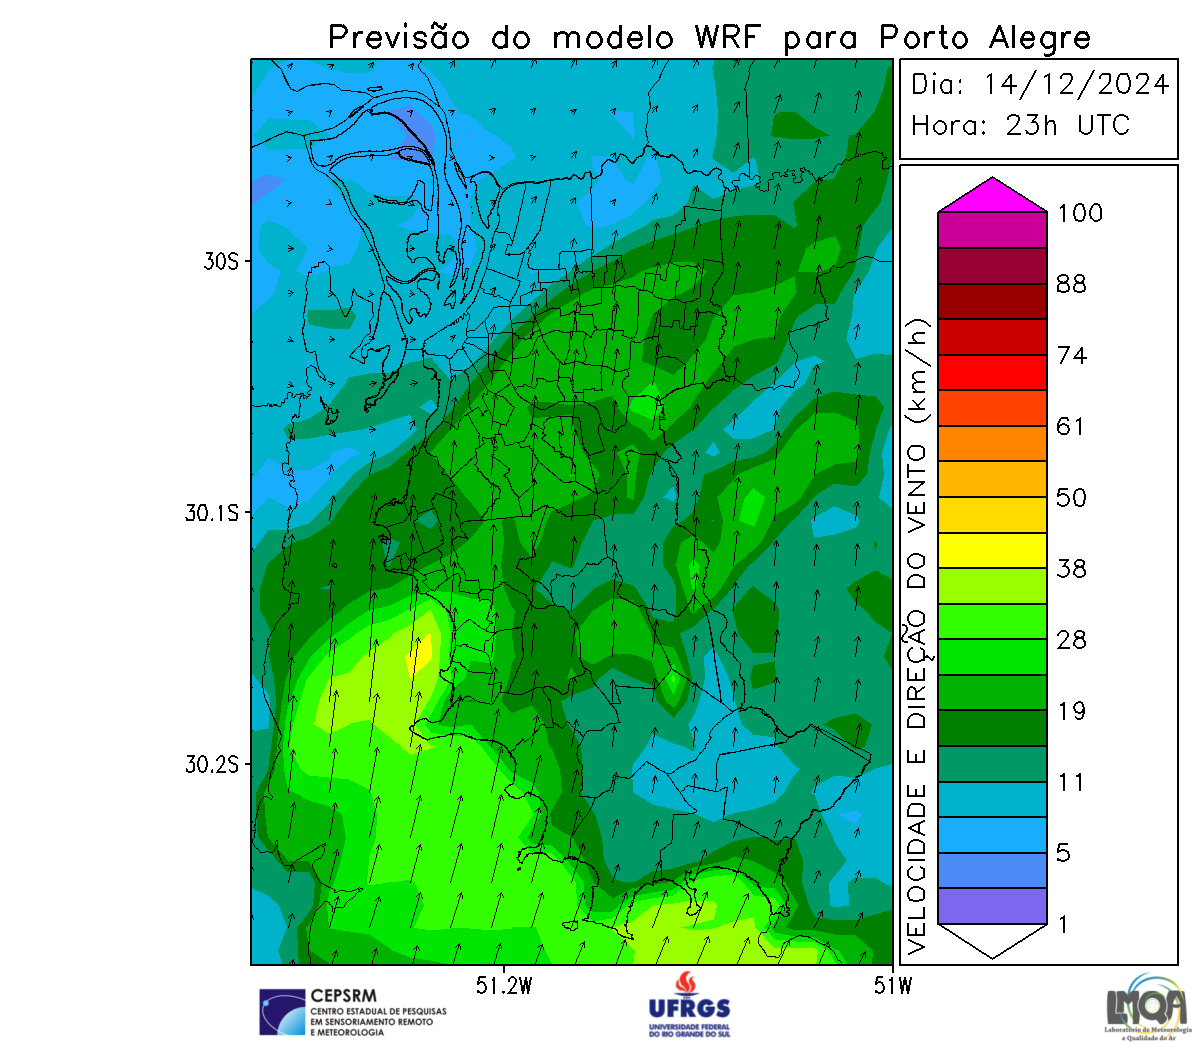 Previsão do modelo WRF para Porto Alegre
Dia: 14/12/2024
Hora: 23h UTC
VELOCIDADE E DIREÇÃO DO VENTO (km/h)
100
88
74
61
50
38
28
19
11
5
1
30S
30.1S
30.2S
51.2W
51W
CEPSRM
CENTRO ESTADUAL DE PESQUISAS
EM SENSORIAMENTO REMOTO
E METEOROLOGIA
UFRGS
UNIVERSIDADE FEDERAL
DO RIO GRANDE DO SUL
LMQA
Laboratório de Meteorologia
e Qualidade do Ar